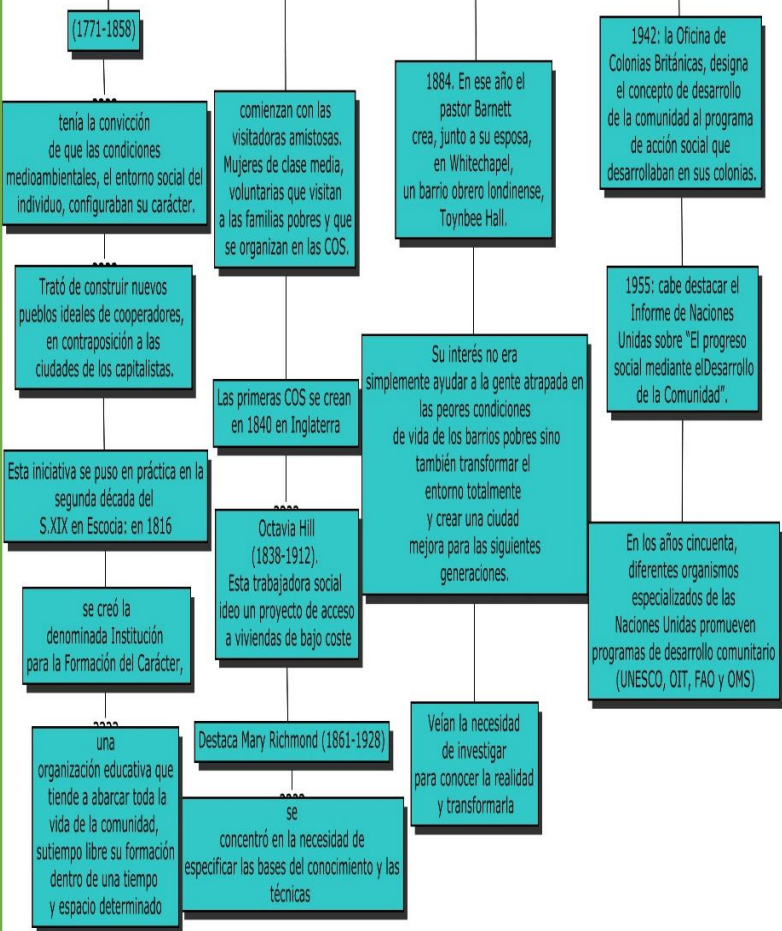 (1771-1858)
????
tenía la convicción
de que las condiciones
medioambientales, el entorno social del
individuo, configuraban su carácter.
????
Trató de construir nuevos
pueblos ideales de cooperadores,
en contraposición a las
ciudades de los capitalistas.
Esta iniciativa se puso en práctica en la
segunda década del
S.XIX en Escocia: en 1816
se creó la
denominada Institución
para la Formación del Carácter,
????
una
organización educativa que
tiende a abarcar toda la
vida de la comunidad,
sutiempo libre su formación
dentro de una tiempo
y espacio determinado
comienzan con las
visitadoras amistosas.
Mujeres de clase media,
voluntarias que visitan
a las familias pobres y que
se organizan en las COS.
Las primeras COS se crean
en 1840 en Inglaterra
????
Octavia Hill
(1838-1912).
Esta trabajadora social
ideo un proyecto de acceso
a viviendas de bajo coste
Destaca Mary Richmond (1861-1928)
????
se
concentró en la necesidad de
especificar las bases del conocimiento y las
técnicas
1884. En ese año el
pastor Barnett
crea, junto a su esposa,
en Whitechapel,
un barrio obrero londinense,
Toynbee Hall.
Su interés no era
simplemente ayudar a la gente atrapada en
las peores condiciones
de vida de los barrios pobres sino
también transformar el
entorno totalmente
y crear una ciudad
mejora para las siguientes
generaciones.
Veían la necesidad
de investigar
para conocer la realidad
y transformarla
1942: la Oficina de
Colonias Británicas, designa
el concepto de desarrollo
de la comunidad al programa
de acción social que
desarrollaban en sus colonias.
1955: cabe destacar el
Informe de Naciones
Unidas sobre "El progreso
social mediante elDesarrollo
de la Comunidad".
En los años cincuenta,
diferentes organismos
especializados de las
Naciones Unidas promueven
programas de desarrollo comunitario
(UNESCO, OIT, FAO y OMS)